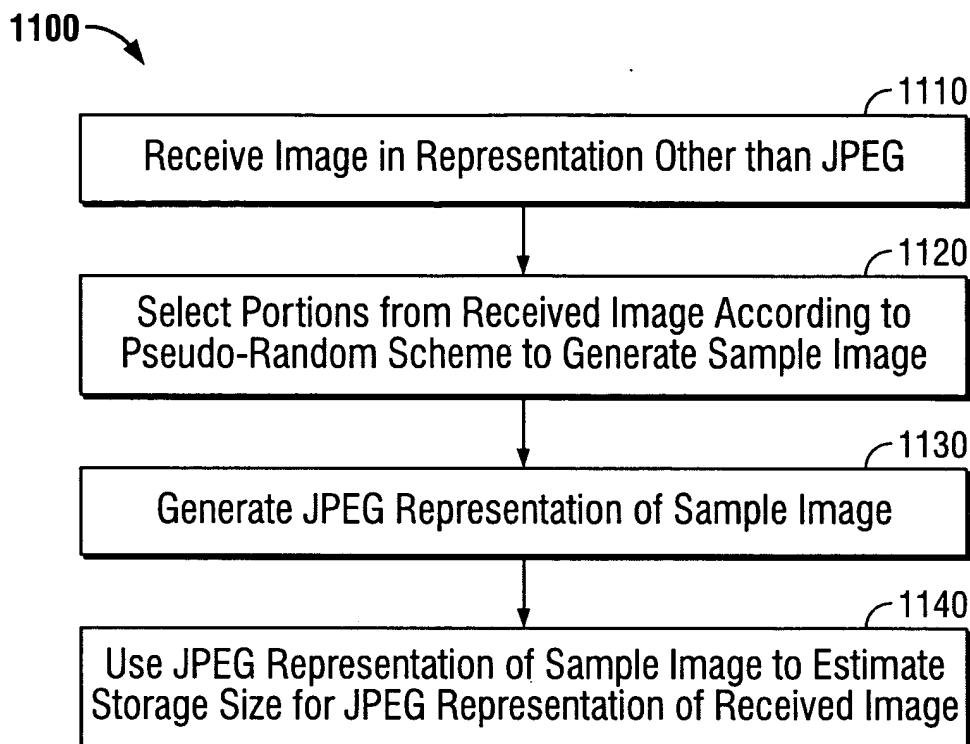 1100
1110
Receive Image in Representation Other than JPEG
1120
Select Portions from Received Image According to
Pseudo-Random Scheme to Generate Sample Image
1130
Generate JPEG Representation of Sample Image
1140
Use JPEG Representation of Sample Image to Estimate
Storage Size for JPEG Representation of Received Image